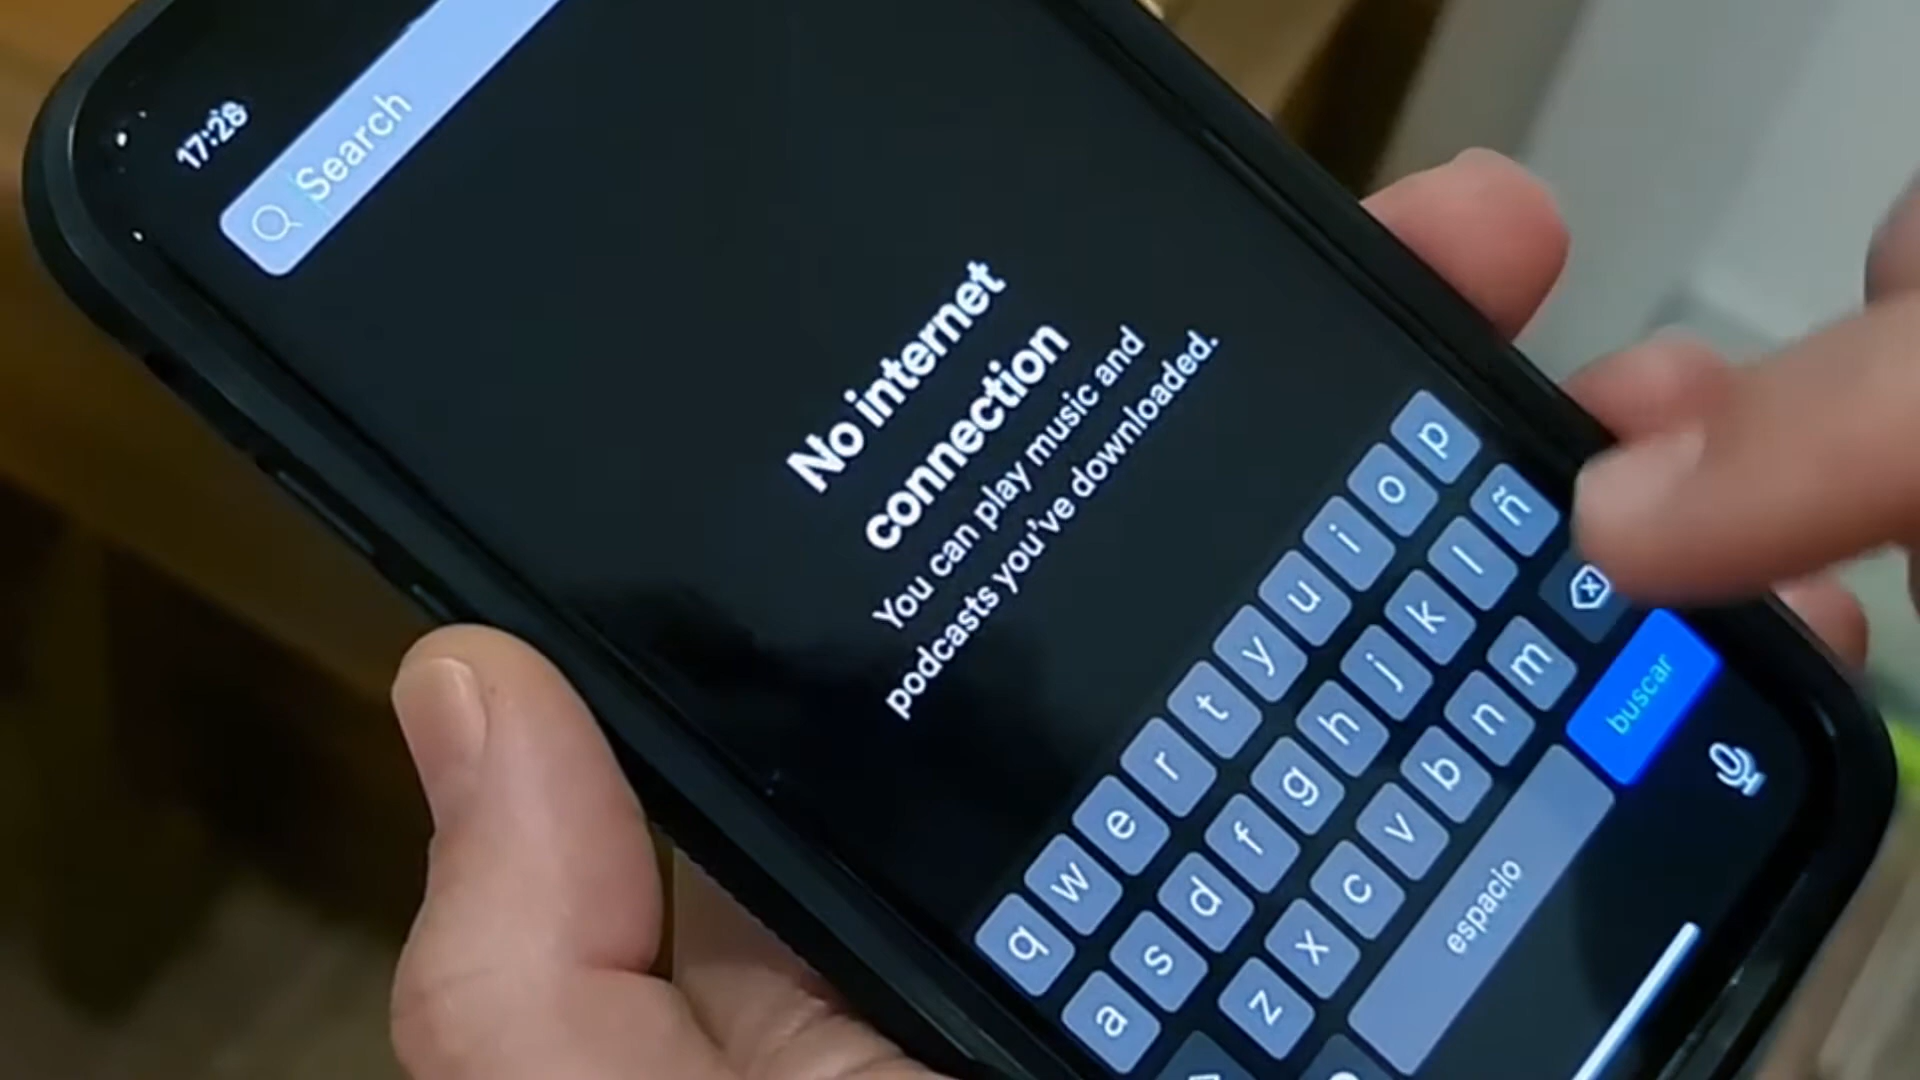 17:28
Search
No internet
connection
You can play music and
podcasts you've downloaded.
q w e r t y u i o p
a s d f g h j k l ñ
z x c v b n m
espacio
buscar